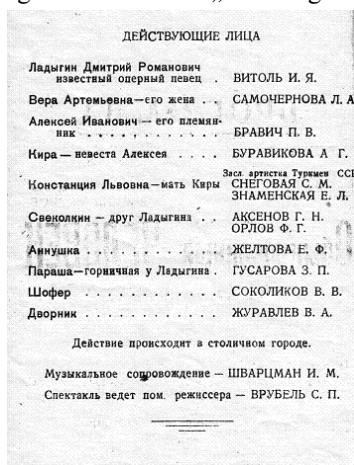 ДЕЙСТВУЮЩИЕ ЛИЦА
Ладыгин Дмитрий Романович
известный оперный певец . ВИТОЛЬ И. Я.
Вера Артемьевна—его жена . . САМОЧЕРНОВА Л. А
Алексей Иванович — его племян-
ник . . . . . . . . . . . БРАВИЧ П. В.
Кира — невеста Алексея . . . . БУРАВИКОВА А Г.
Засл. артистка Туркмен ССР
Констанция Львовна—мать Киры СНЕГОВАЯ С. М.
ЗНАМЕНСКАЯ Е. Л.
Свеколкин — друг Ладыгина . . АКСЕНОВ Г. Н.
ОРЛОВ Ф. Г.
Аннушка . . . . . . . . . . ЖЕЛТОВА Е. Ф.
Параша—горничная у Ладыгина . ГУСАРОВА З. П.
Шофер . . . . . . . . . . . СОКОЛИКОВ В. В.
Дворник . . . . . . . . . . ЖУРАВЛЕВ В. А.
Действие происходит в столичном городе.
Музыкальное сопровождение — ШВАРЦМАН И. М.
Спектакль ведет пом. режиссера — ВРУБЕЛЬ С. П.